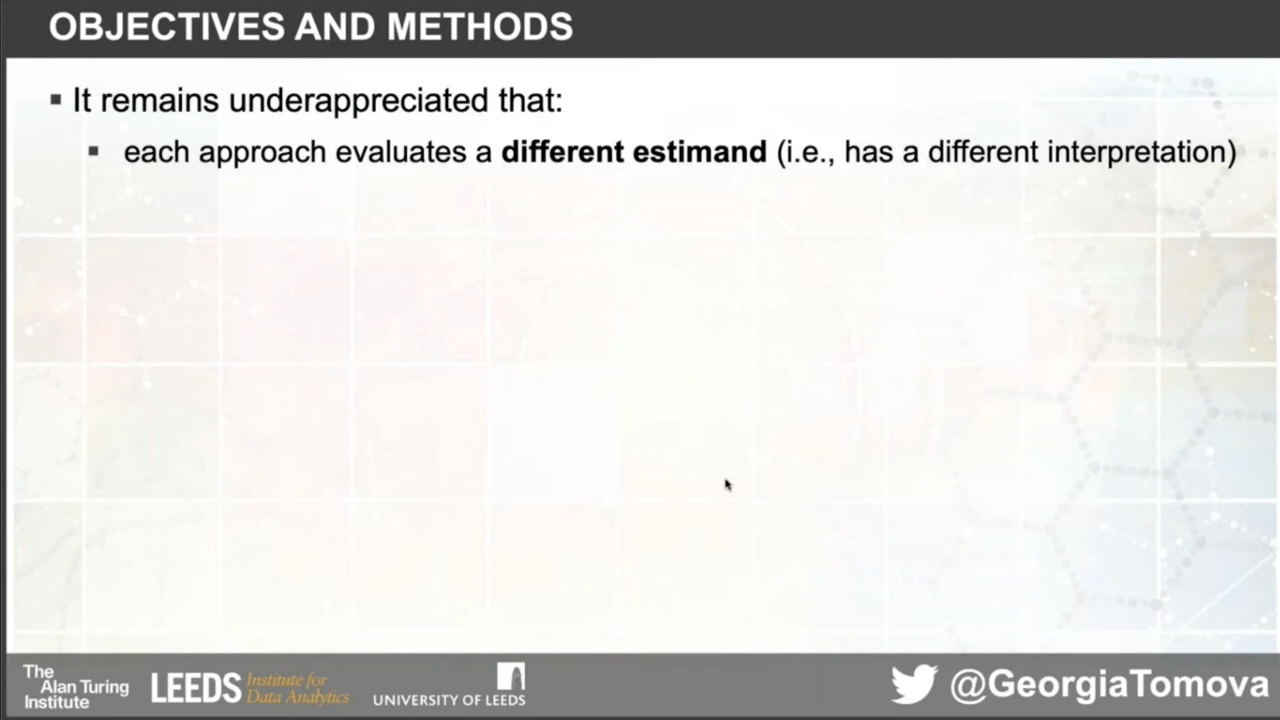 OBJECTIVES AND METHODS
It remains underappreciated that:
each approach evaluates a different estimand (i.e., has a different interpretation)
The
Alan Turing
Institute
LEEDS
Institute for
Data Analytics
UNIVERSITY OF LEEDS
@GeorgiaTomova